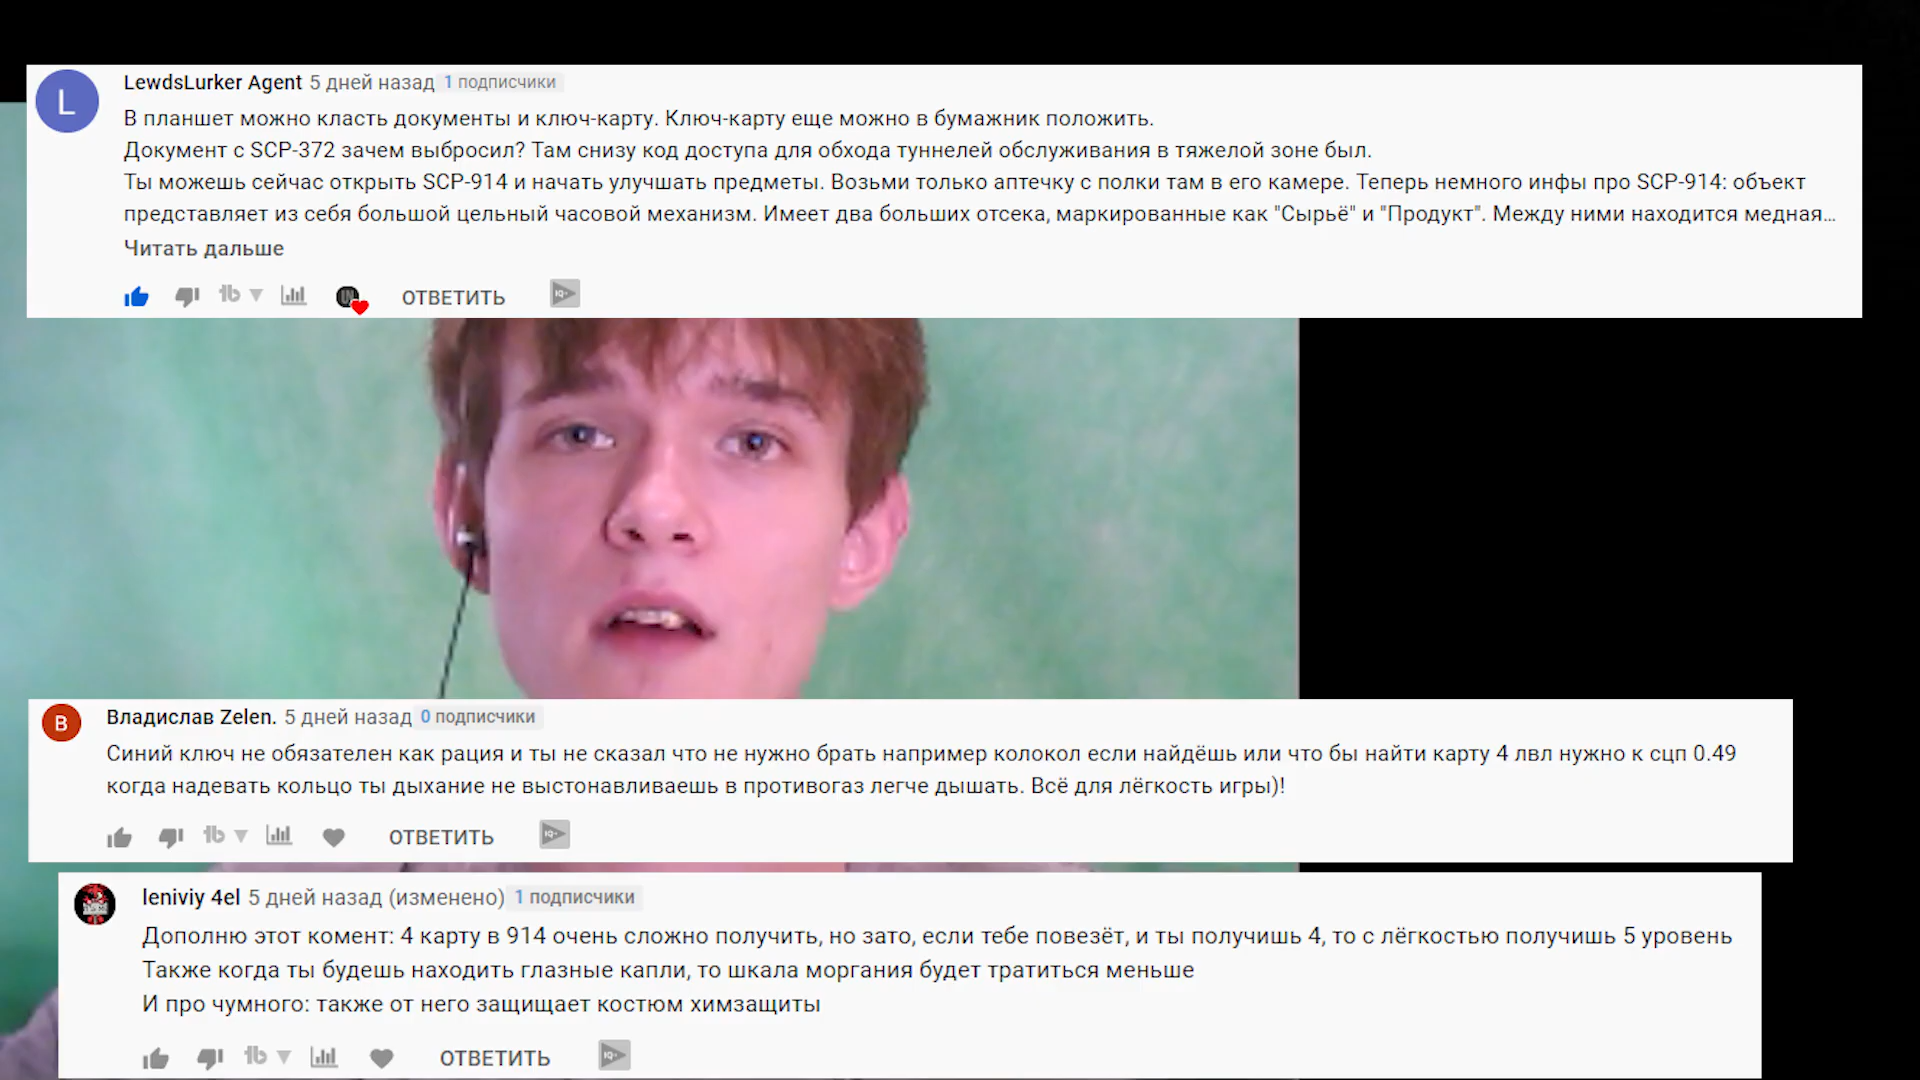 L
LewdsLurker Agent 5 дней назад 1 подписчики
В планшет можно класть документы и ключ-карту. Ключ-карту еще можно в бумажник положить.
Документ с SCP-372 зачем выбросил? Там снизу код доступа для обхода туннелей обслуживания в тяжелой зоне был.
Ты можешь сейчас открыть SCP-914 и начать улучшать предметы. Возьми только аптечку с полки там в его камере. Теперь немного инфы про SCP-914: объект
представляет из себя большой цельный часовой механизм. Имеет два больших отсека, маркированные как "Сырьё" и "Продукт". Между ними находится медная…
Читать дальше
tb ОТВЕТИТЬ IQ
В
Владислав Zelen. 5 дней назад 0 подписчики
Синий ключ не обязателен как рация и ты не сказал что не нужно брать например колокол если найдёшь или что бы найти карту 4 лвл нужно к сцп 0.49
когда надевать кольцо ты дыхание не выстонавливаешь в противогаз легче дышать. Всё для лёгкость игры)!
tb ОТВЕТИТЬ IQ
leniviy 4el 5 дней назад (изменено) 1 подписчики
Дополню этот комент: 4 карту в 914 очень сложно получить, но зато, если тебе повезёт, и ты получишь 4, то с лёгкостью получишь 5 уровень
Также когда ты будешь находить глазные капли, то шкала моргания будет тратиться меньше
И про чумного: также от него защищает костюм химзащиты
tb ОТВЕТИТЬ IQ